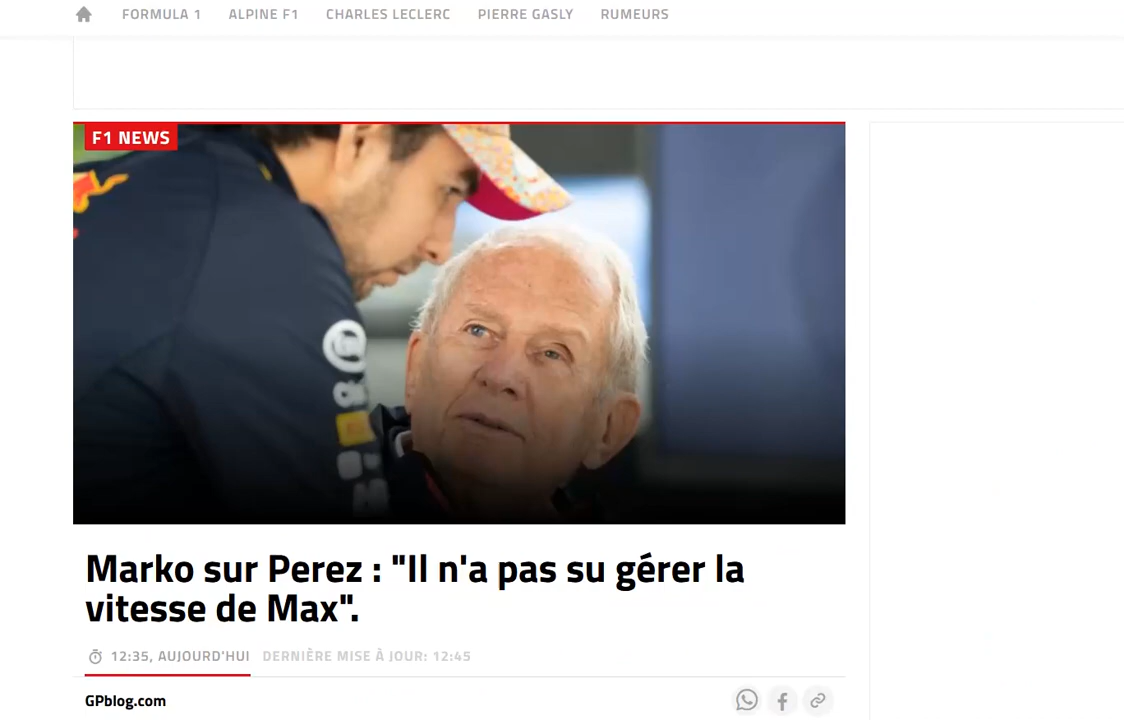 FORMULA 1 ALPINE F1 CHARLES LECLERC PIERRE GASLY RUMEURS
F1 NEWS
Marko sur Perez : "Il n'a pas su gérer la
vitesse de Max".
12:35, AUJOURD'HUI DERNIÈRE MISE À JOUR: 12:45
GPblog.com